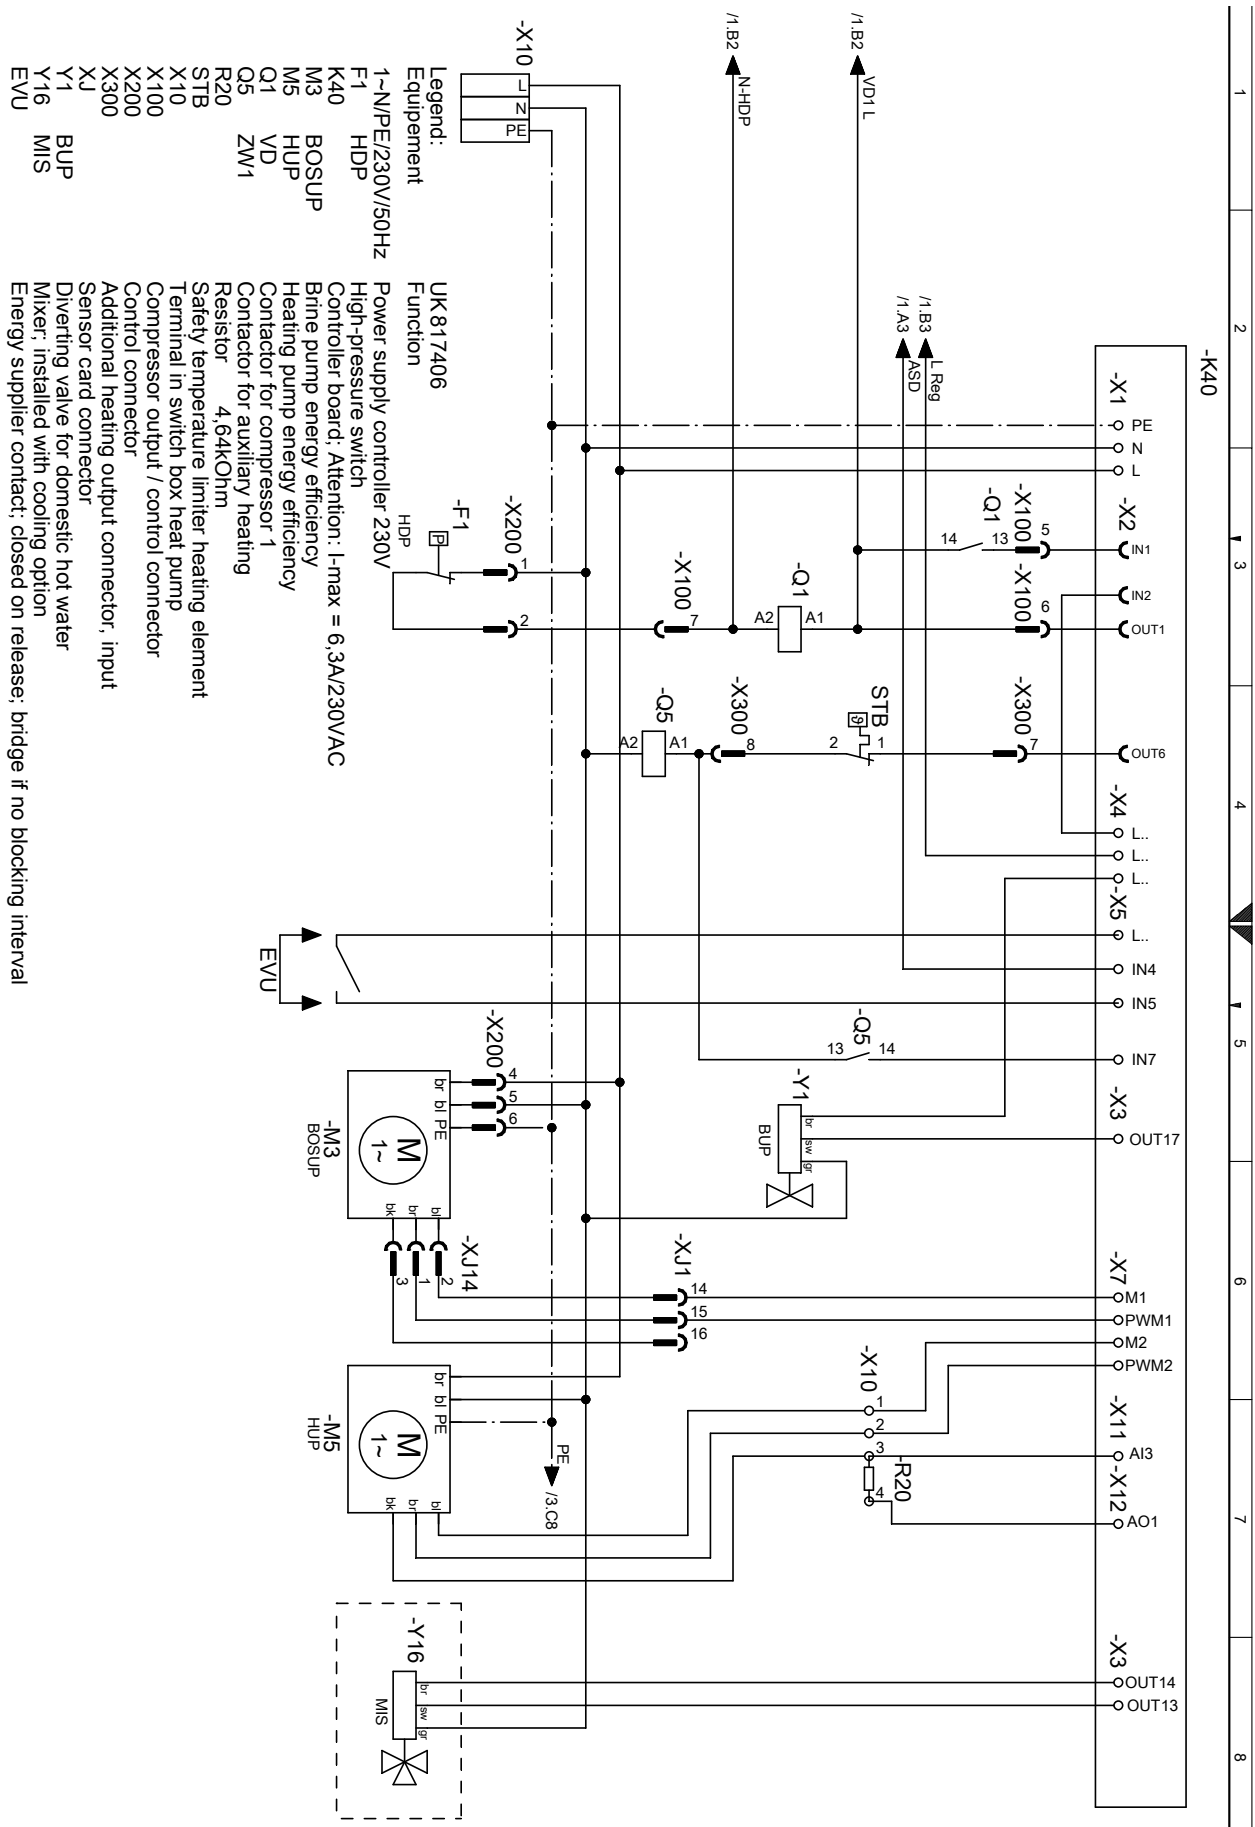 1
2
3
4
5
6
7
8
-K40
-X1
PE
N
L
-X2
IN1
IN2
OUT1
OUT6
-X4
L..
L..
L..
-X5
L..
IN4
IN5
IN7
-X3
OUT17
-X7
M1
PWM1
M2
PWM2
-X11
AI3
-X12
AO1
-X3
OUT14
OUT13
/1.B2
VD1 L
/1.B2
N-HDP
/1.B3
L Reg
/1.A3
ASD
-X100
5
-Q1
14
13
-X100
6
-Q1
A2
A1
-X100
7
-X300
7
STB
ϑ
2
1
-X300
8
-Q5
A2
A1
-Q5
13
14
-Y1
BUP
br
sw
gr
-X10
1
2
3
4
-R20
-XJ1
14
15
16
-X10
L
N
PE
-X200
1
2
-F1
P
HDP
EVU
-X200
4
5
6
br
bl
PE
M
1~
-M3
BOSUP
bk
br
bl
-XJ14
3
1
2
br
bl
PE
M
1~
-M5
HUP
bk
br
bl
PE
/3.C8
-Y16
MIS
br
sw
gr
Legend: UK817406
Equipement Function
1~N/PE/230V/50Hz Power supply controller 230V
F1 HDP High-pressure switch
K40 Controller board; Attention: I-max = 6,3A/230VAC
M3 BOSUP Brine pump energy efficiency
M5 HUP Heating pump energy efficiency
Q1 VD Contactor for compressor 1
Q5 ZW1 Contactor for auxiliary heating
R20 Resistor 4,64kOhm
STB Safety temperature limiter heating element
X10 Terminal in switch box heat pump
X100 Compressor output / control connector
X200 Control connector
X300 Additional heating output connector, input
XJ Sensor card connector
Y1 BUP Diverting valve for domestic hot water
Y16 MIS Mixer; installed with cooling option
EVU Energy supplier contact; closed on release; bridge if no blocking interval